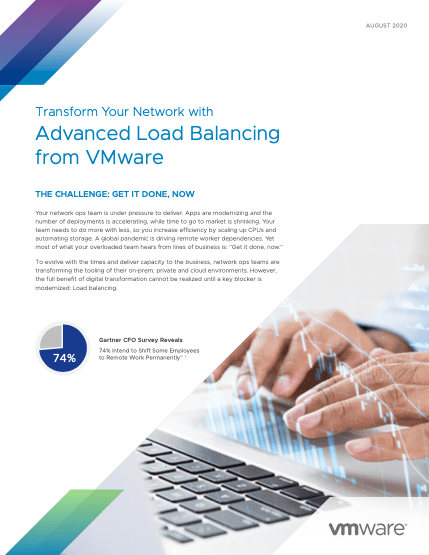 AUGUST 2020
Transform Your Network with
Advanced Load Balancing
from VMware
THE CHALLENGE: GET IT DONE, NOW
Your network ops team is under pressure to deliver. Apps are modernizing and the
number of deployments is accelerating, while time to go to market is shrinking. Your
team needs to do more with less, so you increase efficiency by scaling up CPUs and
automating storage. A global pandemic is driving remote worker dependencies. Yet
most of what your overloaded team hears from lines of business is: “Get it done, now.”
To evolve with the times and deliver capacity to the business, network ops teams are
transforming the tooling of their on-prem, private and cloud environments. However,
the full benefit of digital transformation cannot be realized until a key blocker is
modernized: Load balancing.
74%
Gartner CFO Survey Reveals
74% Intend to Shift Some Employees
to Remote Work Permanently” ¹
vmware®